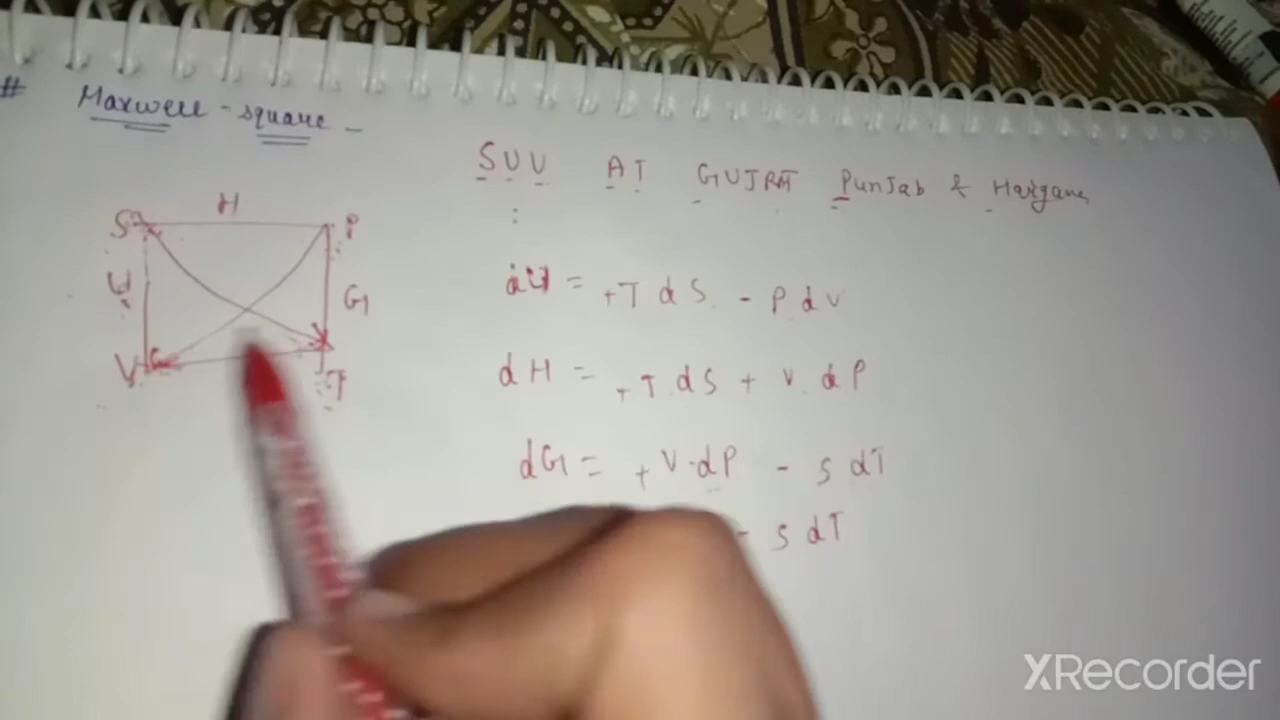 # Maxwell - square -
SUV AT GUJRAT Punjab & Haryana
:
S H P
U G
V T
dU = +T dS - P dV
dH = +T dS + V dP
dG = +V.dP - S dT
- S dT
XRecorder